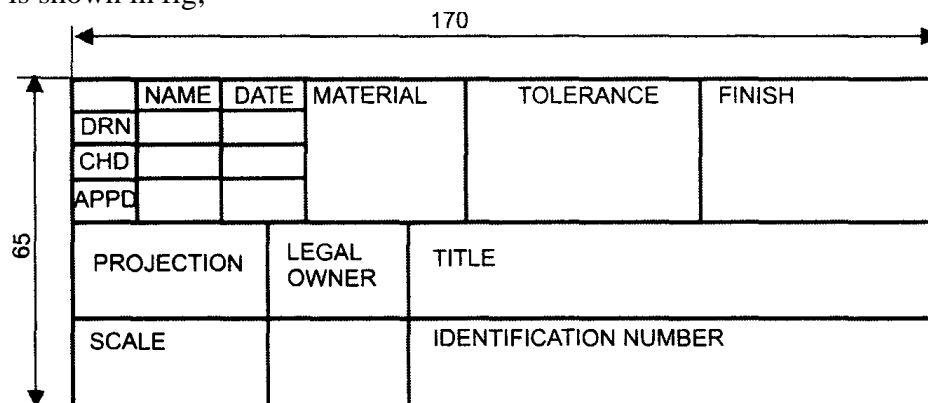 is shown in fig,
170
NAME DATE MATERIAL TOLERANCE FINISH
DRN
CHD
APPD
65
PROJECTION LEGAL OWNER TITLE
SCALE IDENTIFICATION NUMBER